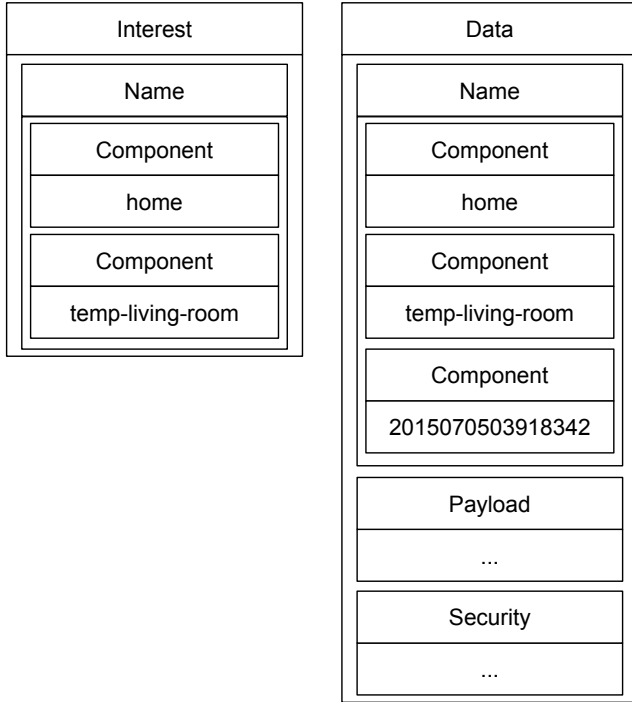 Interest
Name
Component
home
Component
temp-living-room
Data
Name
Component
home
Component
temp-living-room
Component
2015070503918342
Payload
...
Security
...